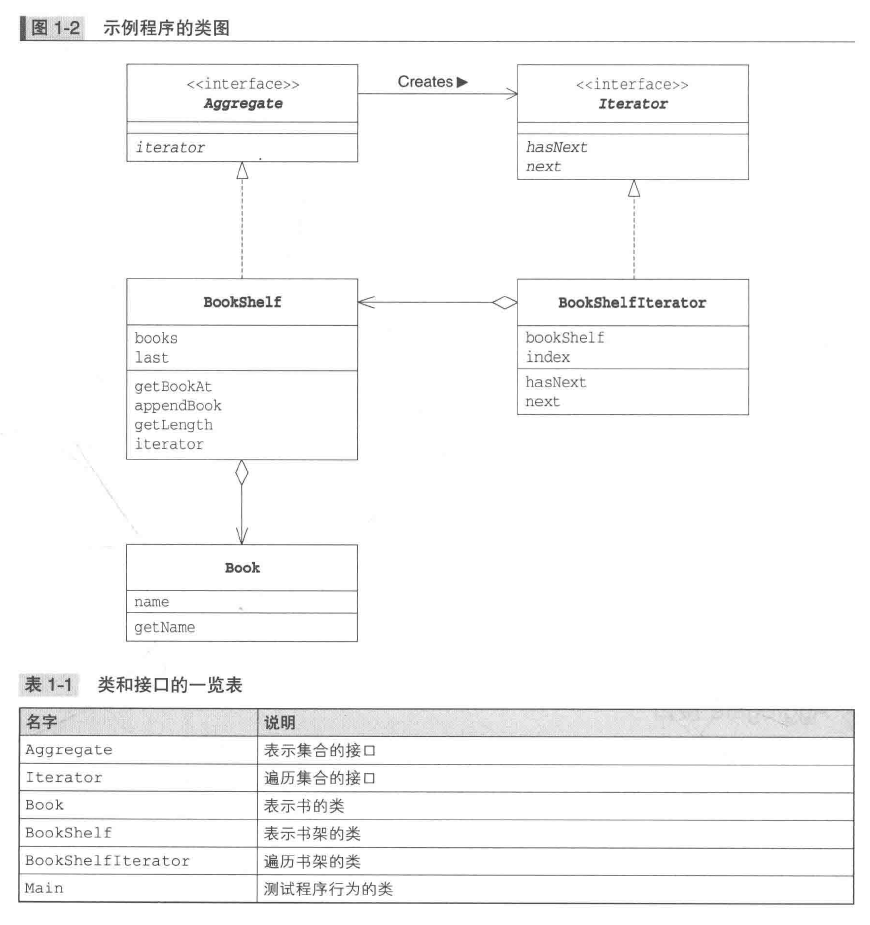 图 1-2 示例程序的类图
<<interface>>
Aggregate
iterator
Creates ▶
<<interface>>
Iterator
hasNext
next
BookShelf
books
last
getBookAt
appendBook
getLength
iterator
BookShelfIterator
bookShelf
index
hasNext
next
Book
name
getName
表 1-1 类和接口的一览表
名字 说明
Aggregate 表示集合的接口
Iterator 遍历集合的接口
Book 表示书的类
BookShelf 表示书架的类
BookShelfIterator 遍历书架的类
Main 测试程序行为的类